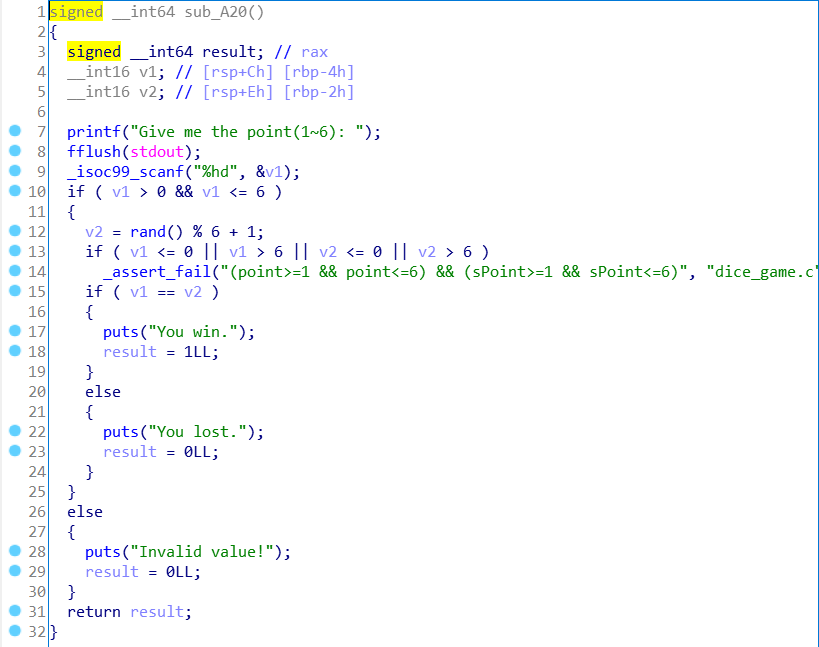 1 signed __int64 sub_A20()
2 {
3   signed __int64 result; // rax
4   __int16 v1; // [rsp+Ch] [rbp-4h]
5   __int16 v2; // [rsp+Eh] [rbp-2h]
6
7   printf("Give me the point(1~6): ");
8   fflush(stdout);
9   _isoc99_scanf("%hd", &v1);
10   if ( v1 > 0 && v1 <= 6 )
11   {
12     v2 = rand() % 6 + 1;
13     if ( v1 <= 0 || v1 > 6 || v2 <= 0 || v2 > 6 )
14       _assert_fail("(point>=1 && point<=6) && (sPoint>=1 && sPoint<=6)", "dice_game.c"
15     if ( v1 == v2 )
16     {
17       puts("You win.");
18       result = 1LL;
19     }
20     else
21     {
22       puts("You lost.");
23       result = 0LL;
24     }
25   }
26   else
27   {
28     puts("Invalid value!");
29     result = 0LL;
30   }
31   return result;
32 }